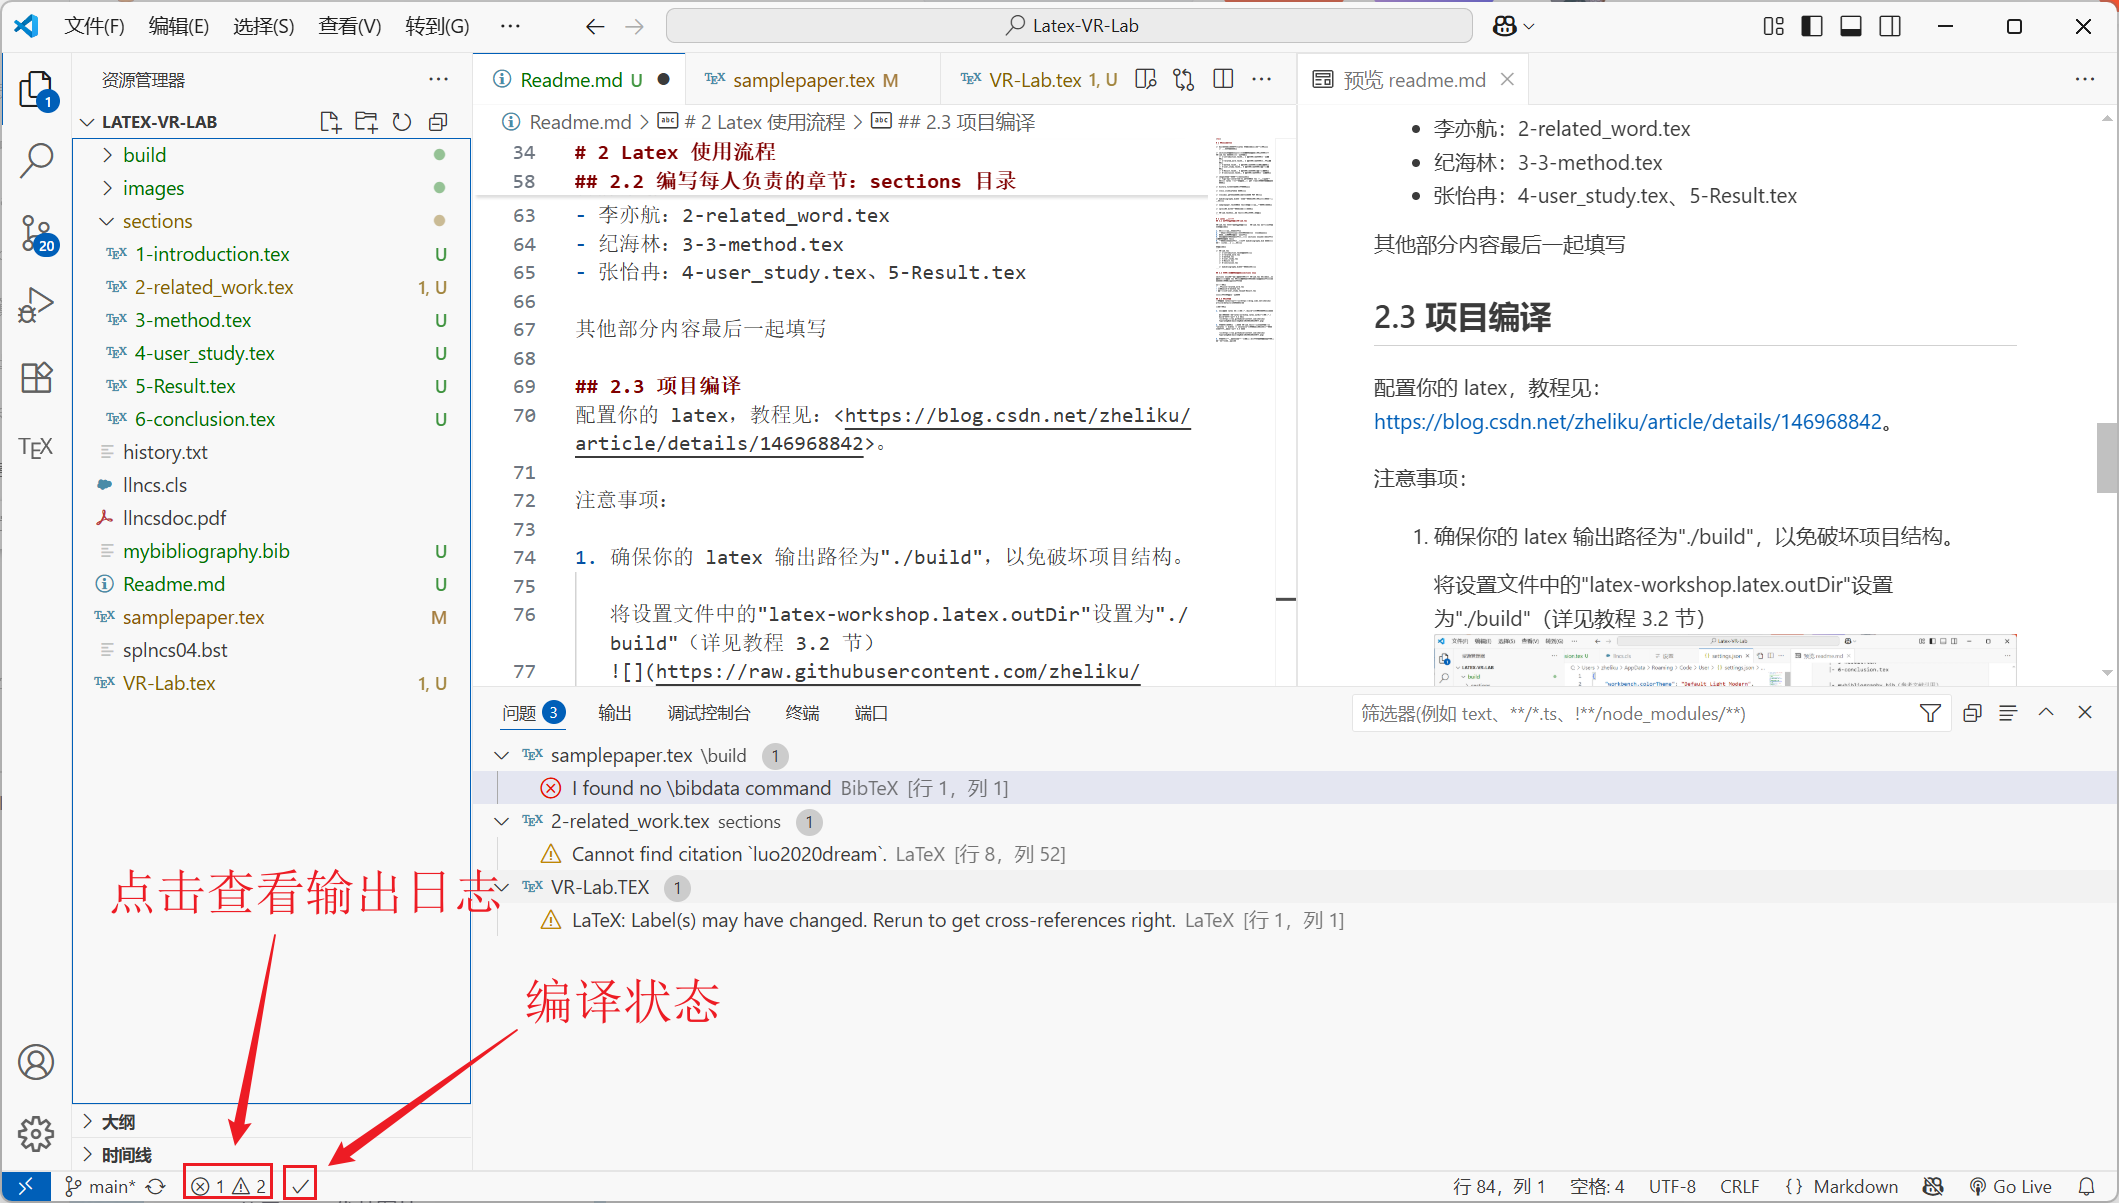 文件(F) 编辑(E) 选择(S) 查看(V) 转到(G) ··· Latex-VR-Lab
资源管理器
LATEX-VR-LAB
build
images
sections
TEX 1-introduction.tex U
TEX 2-related_work.tex 1, U
TEX 3-method.tex U
TEX 4-user_study.tex U
TEX 5-Result.tex U
TEX 6-conclusion.tex U
history.txt
llncs.cls
llncsdoc.pdf
mybibliography.bib U
Readme.md U
TEX samplepaper.tex M
splncs04.bst
TEX VR-Lab.tex 1, U
大纲
时间线
1
20
TEX
Readme.md U TEX samplepaper.tex M TEX VR-Lab.tex 1, U
Readme.md > abc # 2 Latex 使用流程 > abc ## 2.3 项目编译
34 # 2 Latex 使用流程
58 ## 2.2 编写每人负责的章节：sections 目录
63 - 李亦航：2-related_word.tex
64 - 纪海林：3-3-method.tex
65 - 张怡冉：4-user_study.tex、5-Result.tex
66
67 其他部分内容最后一起填写
68
69 ## 2.3 项目编译
70 配置你的 latex，教程见：<https://blog.csdn.net/zheliku/
article/details/146968842>。
71
72 注意事项：
73
74 1. 确保你的 latex 输出路径为"./build"，以免破坏项目结构。
75
76 将设置文件中的"latex-workshop.latex.outDir"设置为"./
build"（详见教程 3.2 节）
77 ![](https://raw.githubusercontent.com/zheliku/
预览 readme.md
李亦航：2-related_word.tex
纪海林：3-3-method.tex
张怡冉：4-user_study.tex、5-Result.tex
其他部分内容最后一起填写
2.3 项目编译
配置你的 latex，教程见：
https://blog.csdn.net/zheliku/article/details/146968842。
注意事项：
1. 确保你的 latex 输出路径为"./build"，以免破坏项目结构。
将设置文件中的"latex-workshop.latex.outDir"设置
为"./build"（详见教程 3.2 节）
问题 3 输出 调试控制台 终端 端口 筛选器(例如 text、**/*.ts、!**/node_modules/**)
TEX samplepaper.tex \build 1
I found no \bibdata command BibTeX [行 1，列 1]
TEX 2-related_work.tex sections 1
Cannot find citation `luo2020dream`. LaTeX [行 8，列 52]
TEX VR-Lab.TEX 1
LaTeX: Label(s) may have changed. Rerun to get cross-references right. LaTeX [行 1，列 1]
点击查看输出日志
编译状态
main* 1 2 行 84，列 1 空格: 4 UTF-8 CRLF {} Markdown Go Live